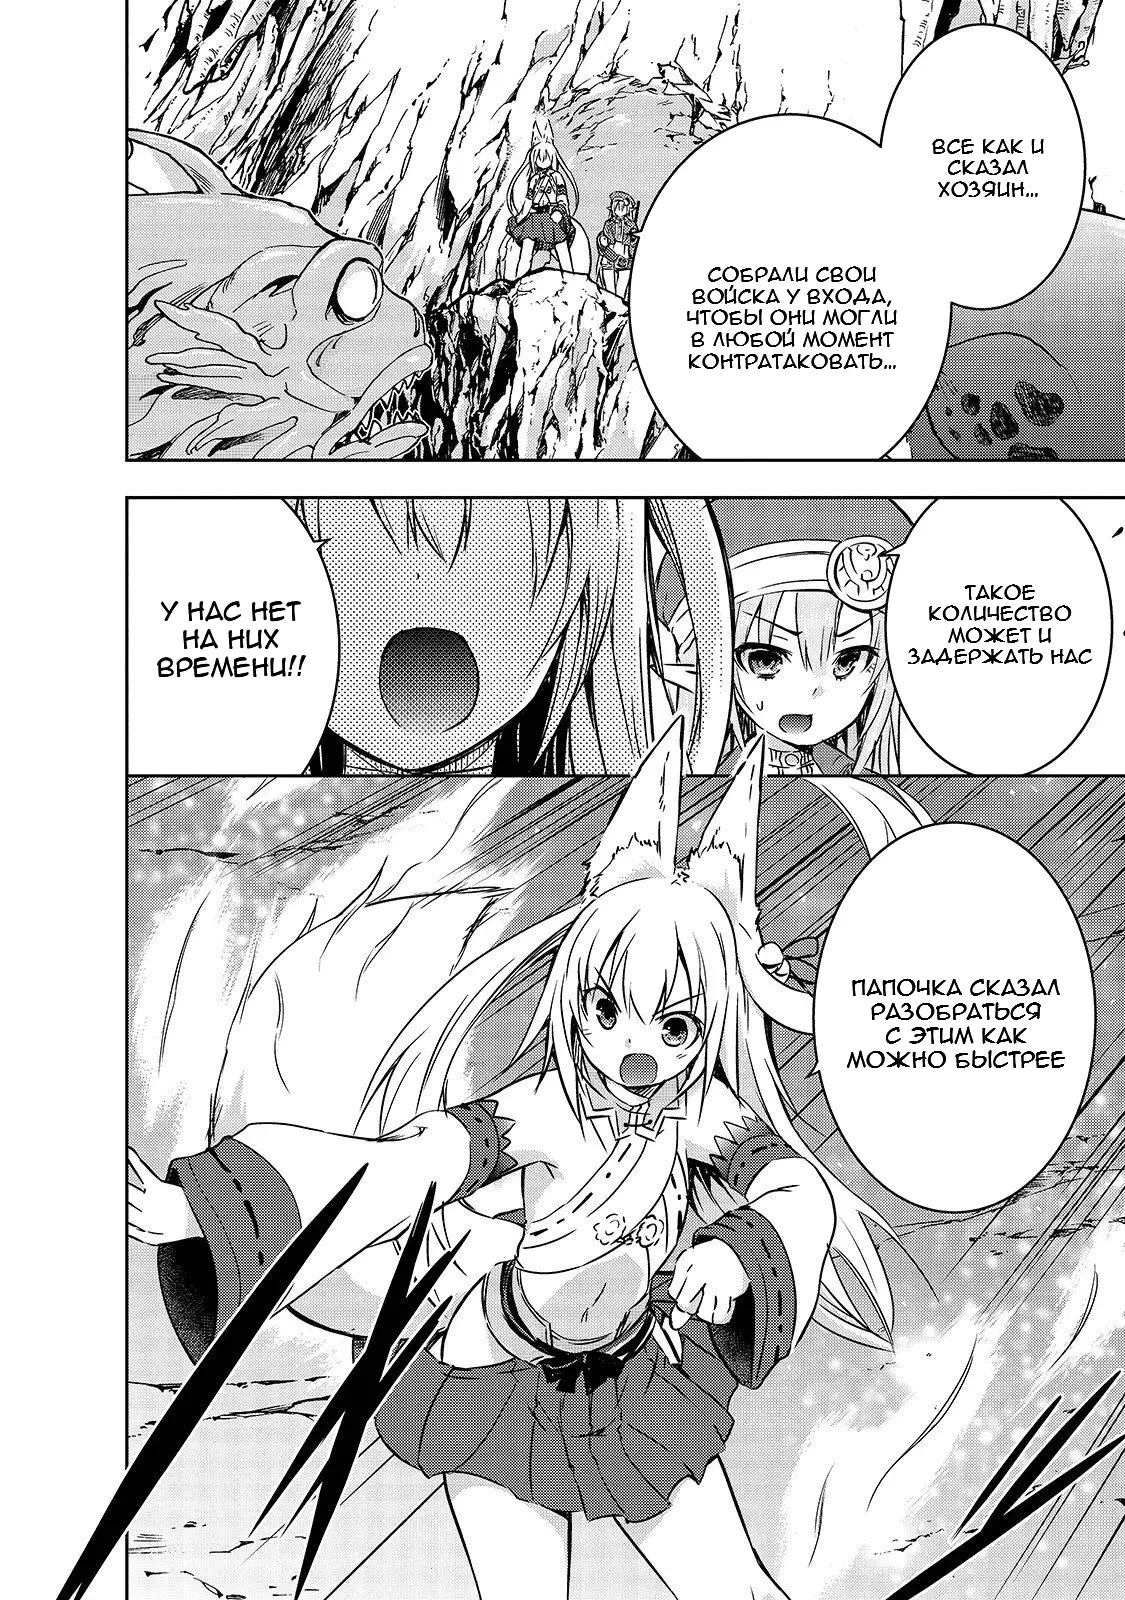 ВСЕ КАК И
СКАЗАЛ
ХОЗЯИН...
СОБРАЛИ СВОИ
ВОЙСКА У ВХОДА,
ЧТОБЫ ОНИ МОГЛИ
В ЛЮБОЙ МОМЕНТ
КОНТРАТАКОВАТЬ...
ТАКОЕ
КОЛИЧЕСТВО
МОЖЕТ И
ЗАДЕРЖАТЬ НАС
У НАС НЕТ
НА НИХ
ВРЕМЕНИ!!
ПАПОЧКА СКАЗАЛ
РАЗОБРАТЬСЯ
С ЭТИМ КАК
МОЖНО БЫСТРЕЕ